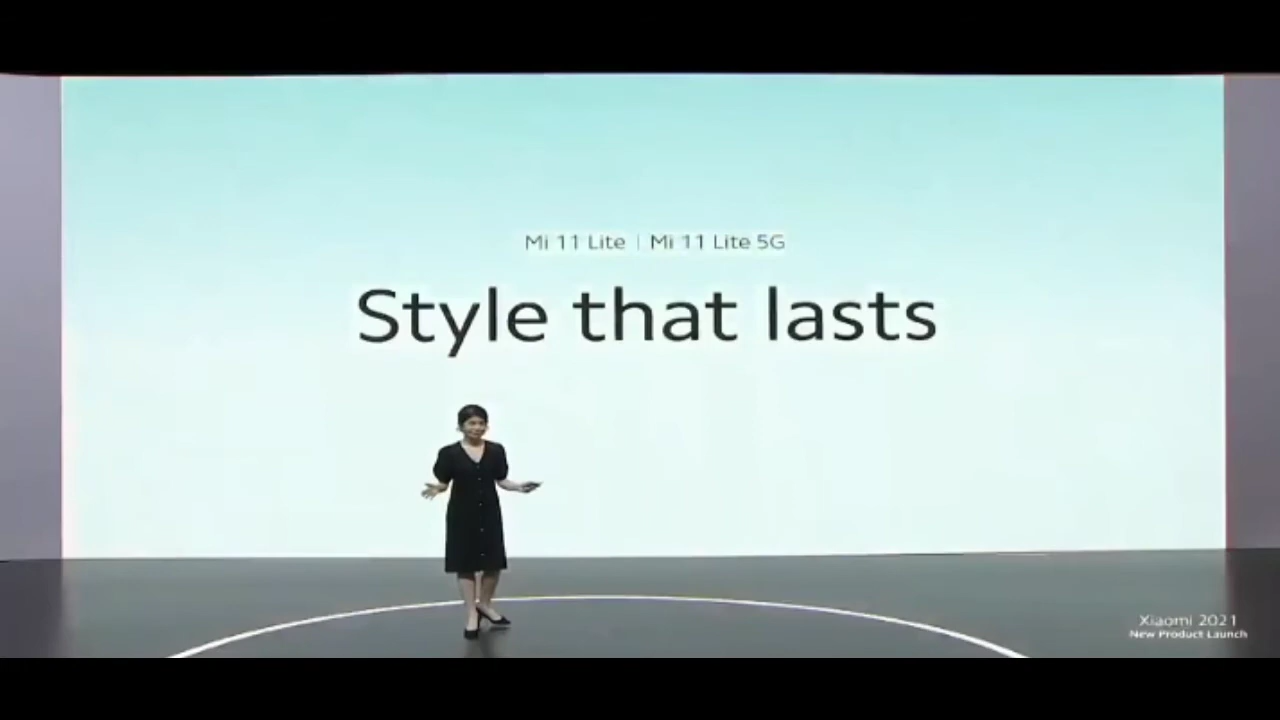 Mi 11 Lite | Mi 11 Lite 5G
Style that lasts
Xiaomi 2021
New Product Launch